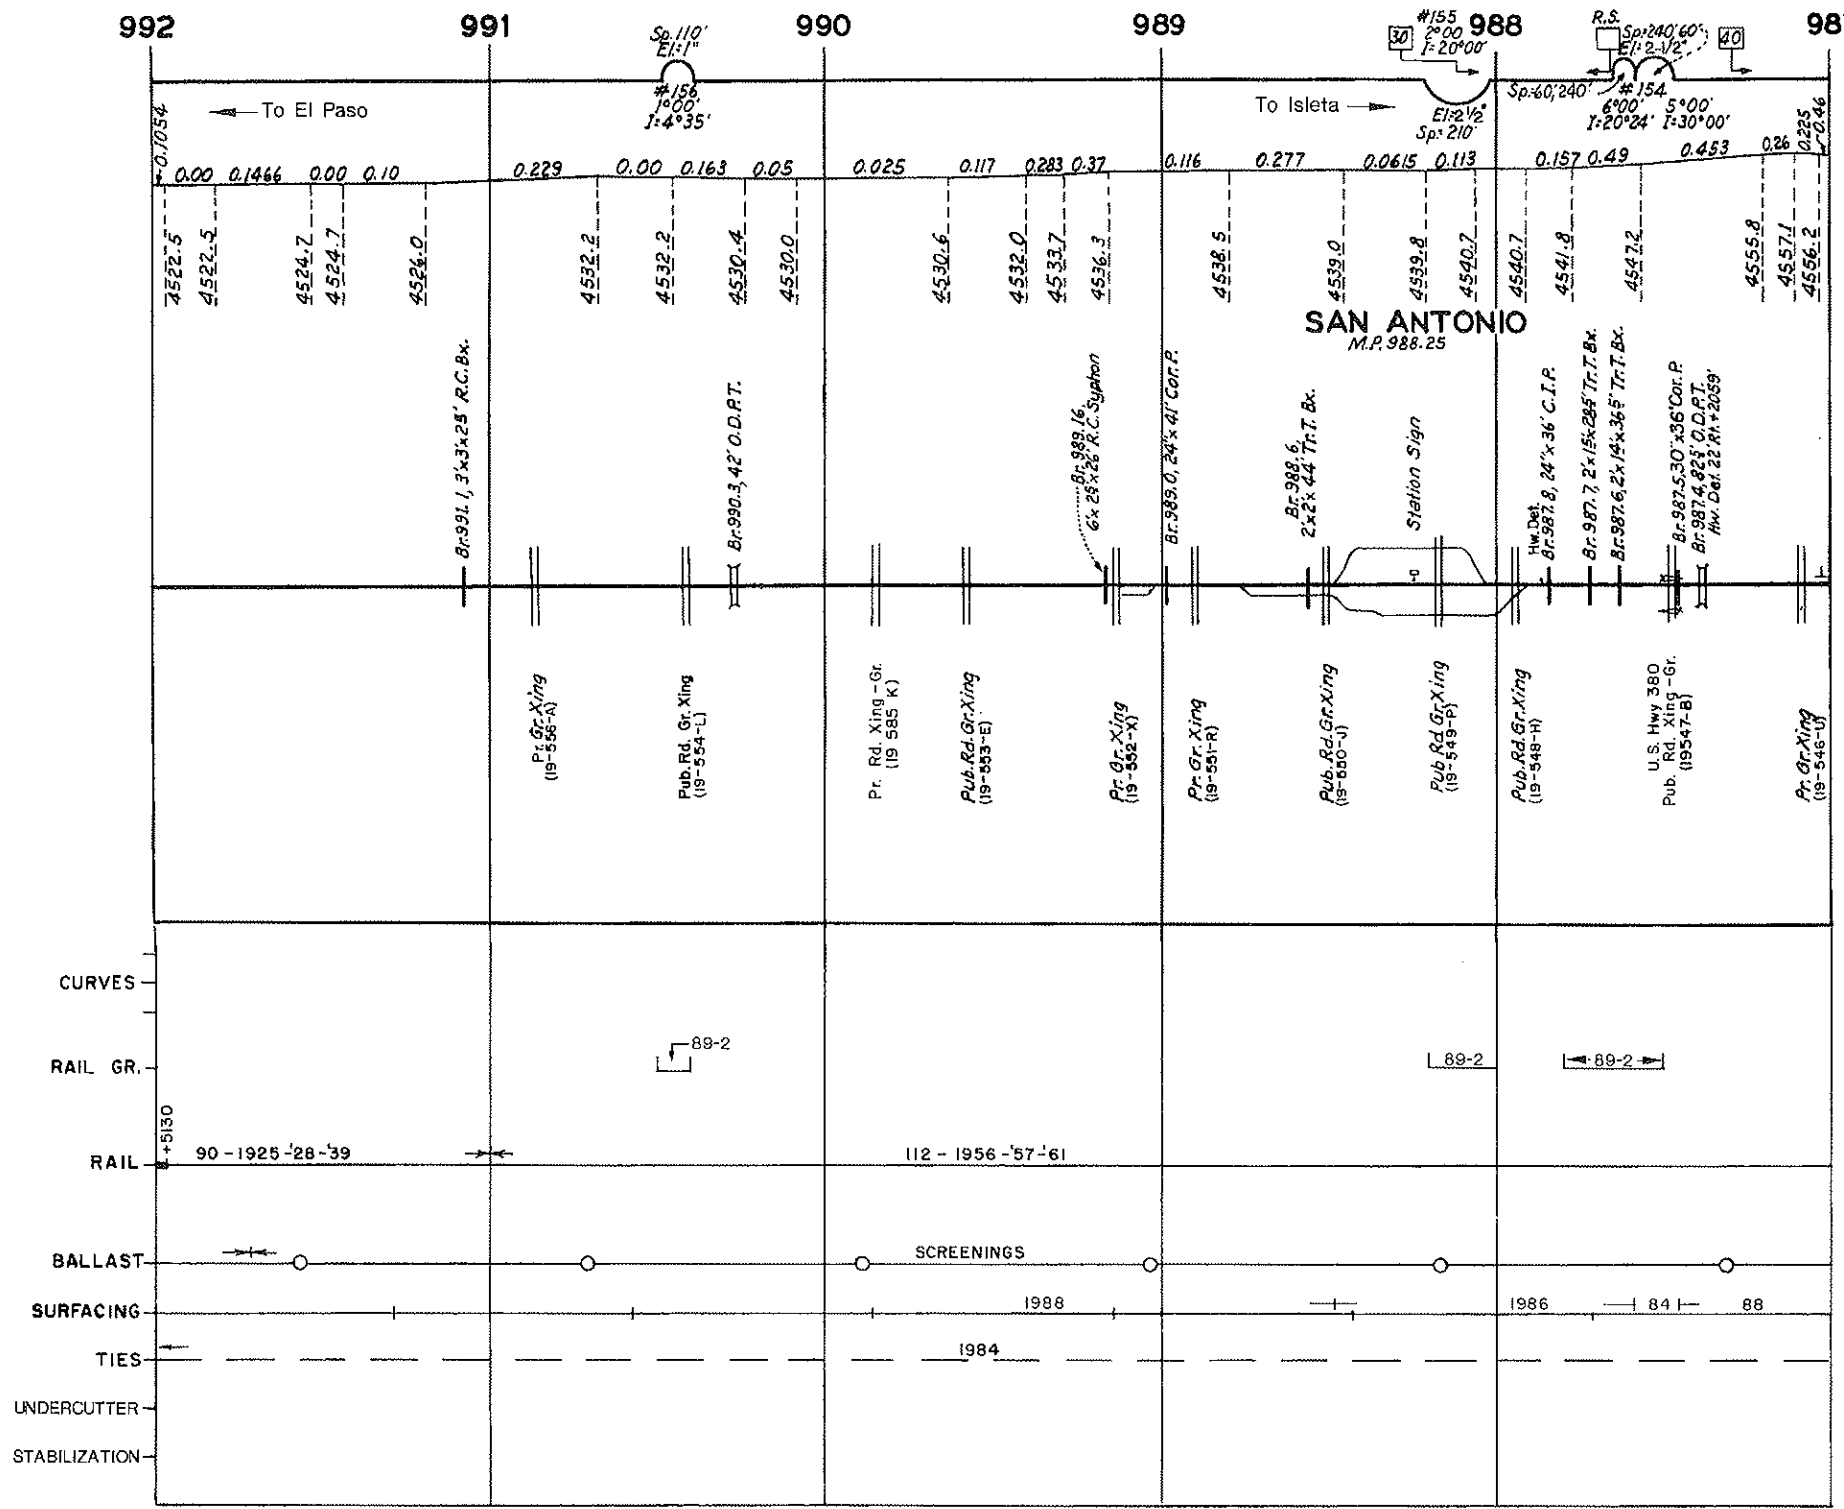 992
991
990
989
988
98
Sp. 110'
El=1"
#156
1°00'
I=4°35'
30
#155
2°00
I=20°00'
El=2½"
Sp=210'
R.S.
Sp=240',60'
El=2-1/2"
40
Sp=60,'240'
#154
6°00' 5°00'
I=20°24' I=30°00'
To El Paso
To Isleta
0.1054
0.00 0.1466 0.00 0.10 0.229 0.00 0.163 0.05 0.025 0.117 0.283 0.37 0.116 0.277 0.0615 0.113 0.157 0.49 0.453 0.26 0.225 0.46
4522.5
4522.5
4524.7
4524.7
4526.0
4532.2
4532.2
4530.4
4530.0
4530.6
4532.0
4533.7
4536.3
4538.5
4539.0
4539.8
4540.7
4540.7
4541.8
4547.2
4555.8
4557.1
4556.2
SAN ANTONIO
M.P. 988.25
Br. 991.1, 3'x3'x25' R.C. Bx.
Br. 990.3, 42' O.D.P.T.
Br. 989.16,
6'x 25'x 26' R.C. Syphon
Br. 989.0, 24"x 41' Cor. P.
Br. 988.6,
2'x2'x 44' Tr. T. Bx.
Station Sign
Hw. Det.
Br. 987.8, 24"x 36' C.I.P.
Br. 987.7, 2'x Tr. T. Bx.
Br. 987.6, 2'x Tr. T. Bx.
Br. 987.5, 30"x36' Cor. P.
Br. 987.4, O.D.P.T.
Hw. Det. 22' Rt. +2059'
Pr. Gr. Xing
(19-556-A)
Pub. Rd. Gr. Xing
(19-554-L)
Pr. Rd. Xing-Gr.
(19 585 K)
Pub. Rd. Gr. Xing
(19-553-E)
Pr. Gr. Xing
(19-552-X)
Pr. Gr. Xing
(19-551-R)
Pub. Rd. Gr. Xing
(19-550-J)
Pub Rd. Gr. Xing
(19-549-P)
Pub. Rd. Gr. Xing
(19-548-H)
U.S. Hwy 380
Pub. Rd. Xing-Gr.
(19547-B)
Pr. Gr. Xing
(19-546-U)
CURVES
RAIL GR.
89-2
89-2
89-2
+5130
RAIL
90-1925-'28-'39
112-1956-'57-'61
BALLAST
SCREENINGS
SURFACING
1988
1986
84
88
TIES
1984
UNDERCUTTER
STABILIZATION